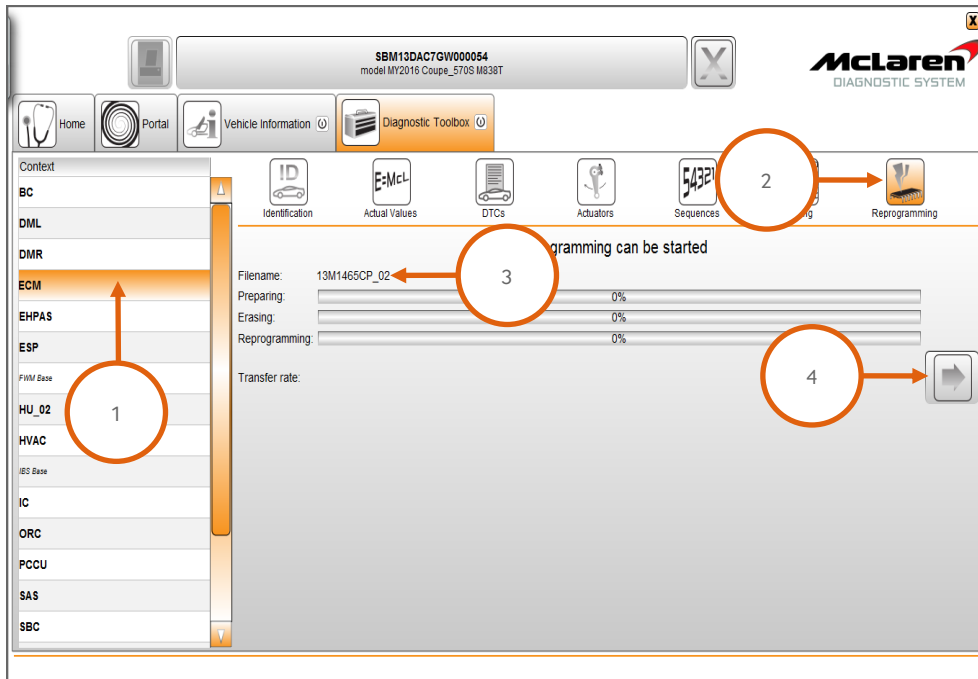 X
SBM13DAC7GW000054
model MY2016 Coupe_570S M838T
X
McLaren
DIAGNOSTIC SYSTEM
Home
Portal
Vehicle Information
Diagnostic Toolbox
Context
BC
DML
DMR
ECM
EHPAS
ESP
FWM Base
HU_02
HVAC
IBS Base
IC
ORC
PCCU
SAS
SBC
ID
Identification
E=McL
Actual Values
DTCs
Actuators
54321
Sequences
2
Reprogramming
gramming can be started
Filename: 13M1465CP_02
3
Preparing: 0%
Erasing: 0%
Reprogramming: 0%
Transfer rate:
4
1